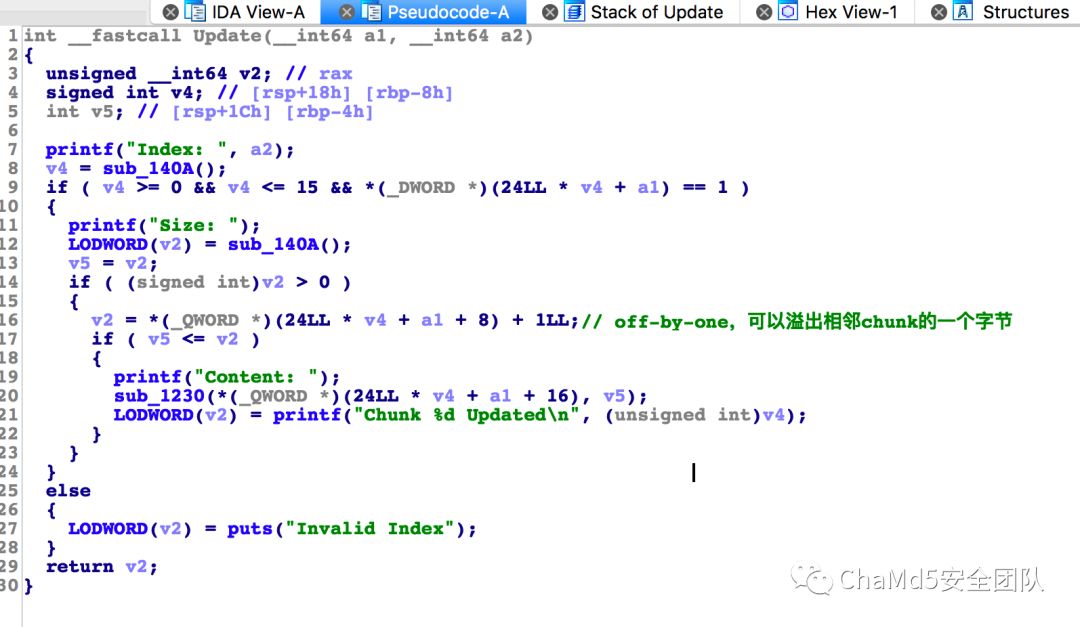 IDA View-A Pseudocode-A Stack of Update Hex View-1 Structures
1 int __fastcall Update(__int64 a1, __int64 a2)
2 {
3 unsigned __int64 v2; // rax
4 signed int v4; // [rsp+18h] [rbp-8h]
5 int v5; // [rsp+1Ch] [rbp-4h]
6
7 printf("Index: ", a2);
8 v4 = sub_140A();
9 if ( v4 >= 0 && v4 <= 15 && *(_DWORD *)(24LL * v4 + a1) == 1 )
10 {
11 printf("Size: ");
12 LODWORD(v2) = sub_140A();
13 v5 = v2;
14 if ( (signed int)v2 > 0 )
15 {
16 v2 = *(_QWORD *)(24LL * v4 + a1 + 8) + 1LL;// off-by-one，可以溢出相邻chunk的一个字节
17 if ( v5 <= v2 )
18 {
19 printf("Content: ");
20 sub_1230(*(_QWORD *)(24LL * v4 + a1 + 16), v5);
21 LODWORD(v2) = printf("Chunk %d Updated\n", (unsigned int)v4);
22 }
23 }
24 }
25 else
26 {
27 LODWORD(v2) = puts("Invalid Index");
28 }
29 return v2;
30 }
ChaMd5安全团队